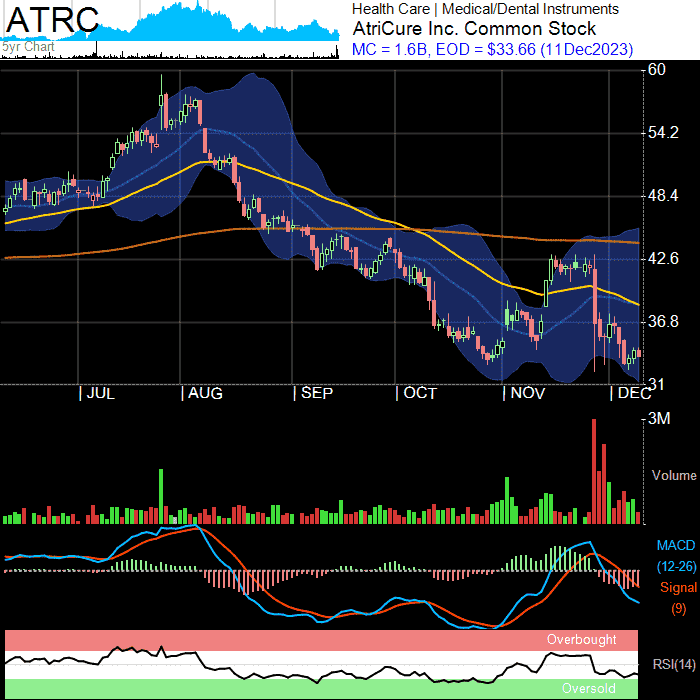 ATRC
5yr Chart
Health Care | Medical/Dental Instruments
AtriCure Inc. Common Stock
MC = 1.6B, EOD = $33.66 (11Dec2023)
60
54.2
48.4
42.6
36.8
31
JUL
AUG
SEP
OCT
NOV
DEC
3M
Volume
MACD
(12-26)
Signal
(9)
Overbought
RSI(14)
Oversold